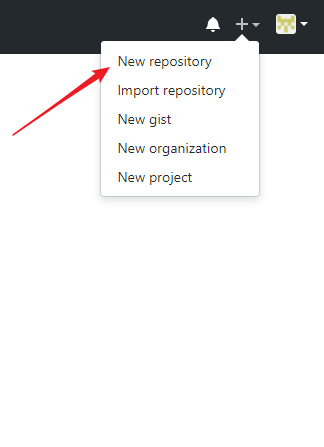 New repository
Import repository
New gist
New organization
New project